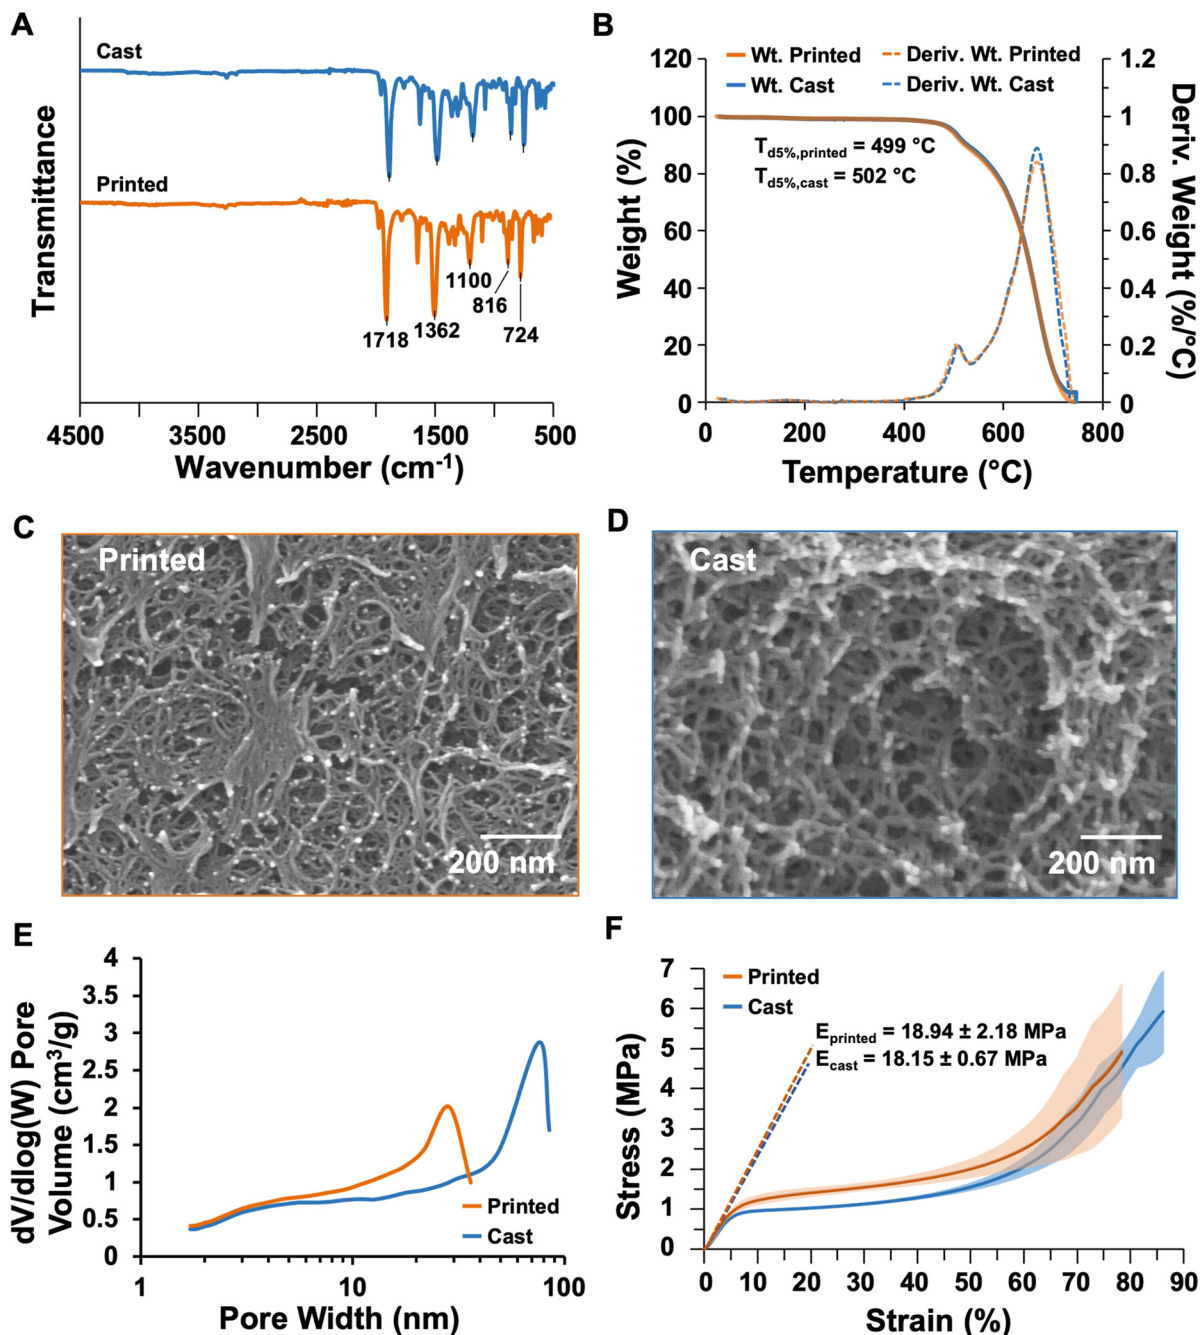 A
Cast
Printed
1718
1362
1100
816
724
Transmittance
4500
3500
2500
1500
500
Wavenumber (cm⁻¹)
B
Wt. Printed
Deriv. Wt. Printed
Wt. Cast
Deriv. Wt. Cast
T d5%,printed = 499 °C
T d5%,cast = 502 °C
120
100
80
60
40
20
0
Weight (%)
1.2
1
0.8
0.6
0.4
0.2
0
Deriv. Weight (%/°C)
0
200
400
600
800
Temperature (°C)
C
Printed
200 nm
D
Cast
200 nm
E
4
3.5
3
2.5
2
1.5
1
0.5
0
dV/dlog(W) Pore
Volume (cm³/g)
Printed
Cast
1
10
100
Pore Width (nm)
F
Printed
Cast
E printed = 18.94 ± 2.18 MPa
E cast = 18.15 ± 0.67 MPa
7
6
5
4
3
2
1
0
Stress (MPa)
0
10
20
30
40
50
60
70
80
90
Strain (%)